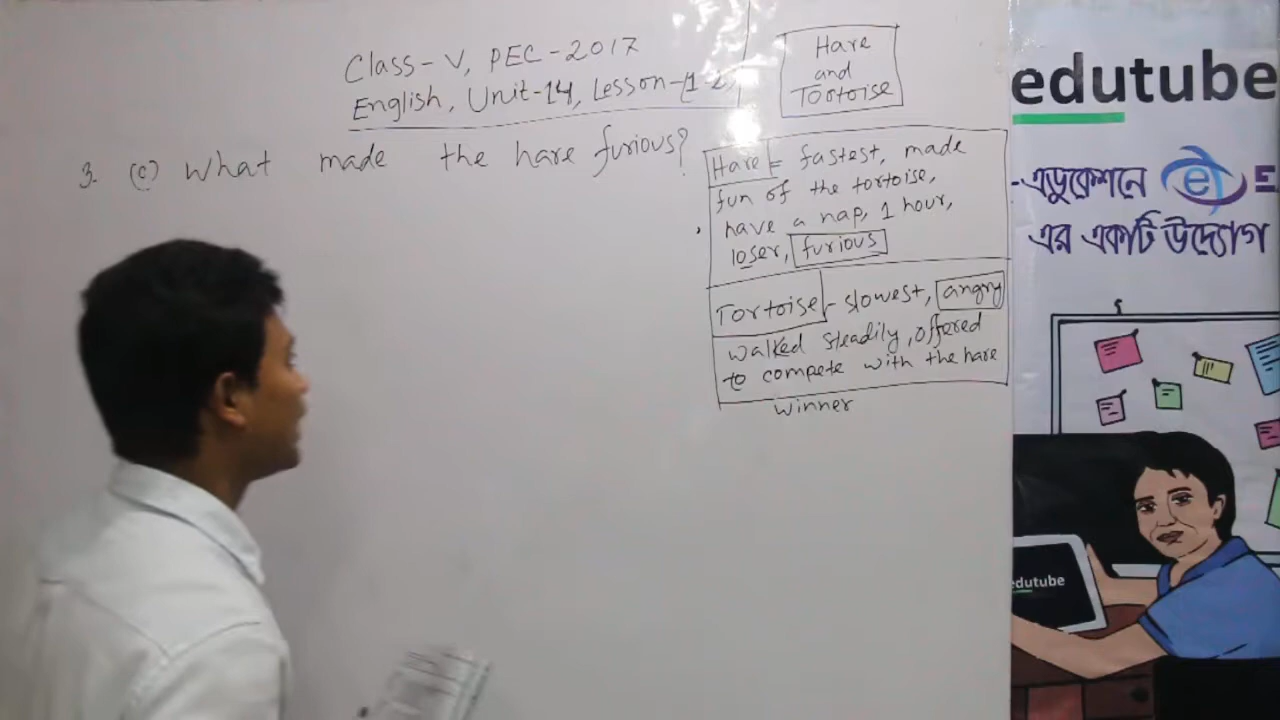 Class-V, PEC-2017
English, Unit-14, Lesson-(1-2)
Hare
and
Tortoise
3. (c) What made the hare furious?
Hare = fastest, made
fun of the tortoise,
have a nap, 1 hour,
loser, furious
Tortoise - slowest, angry
walked steadily, offered
to compete with the hare
winner
edutube
-এডুকেশনে e E
এর একটি উদ্যোগ
edutube